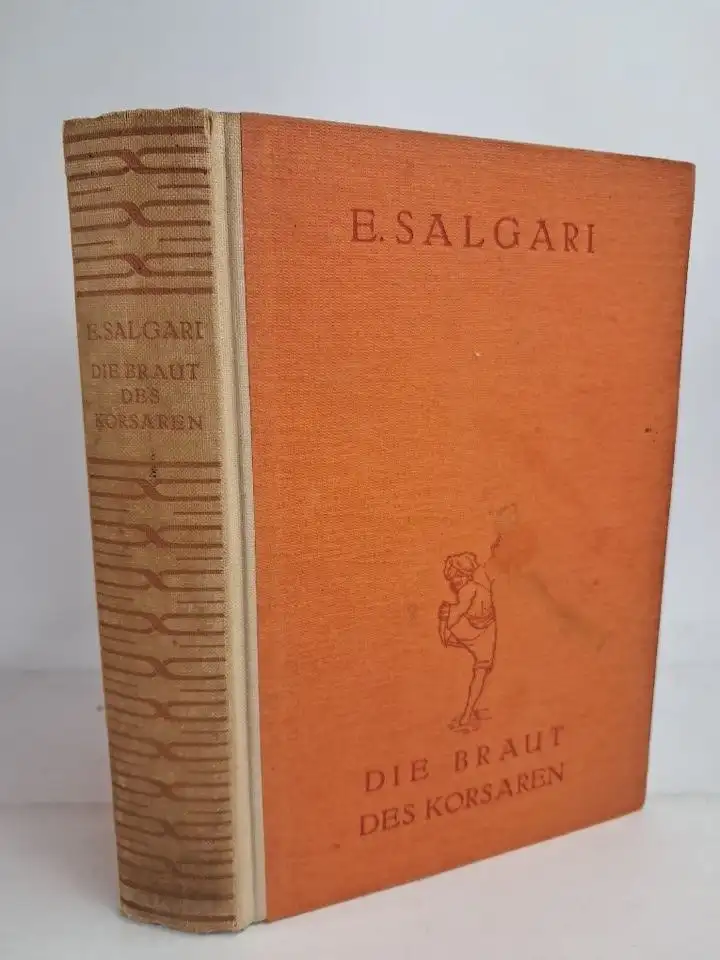 E. SALGARI
DIE BRAUT
DES
KORSAREN
E. SALGARI
DIE BRAUT
DES KORSAREN